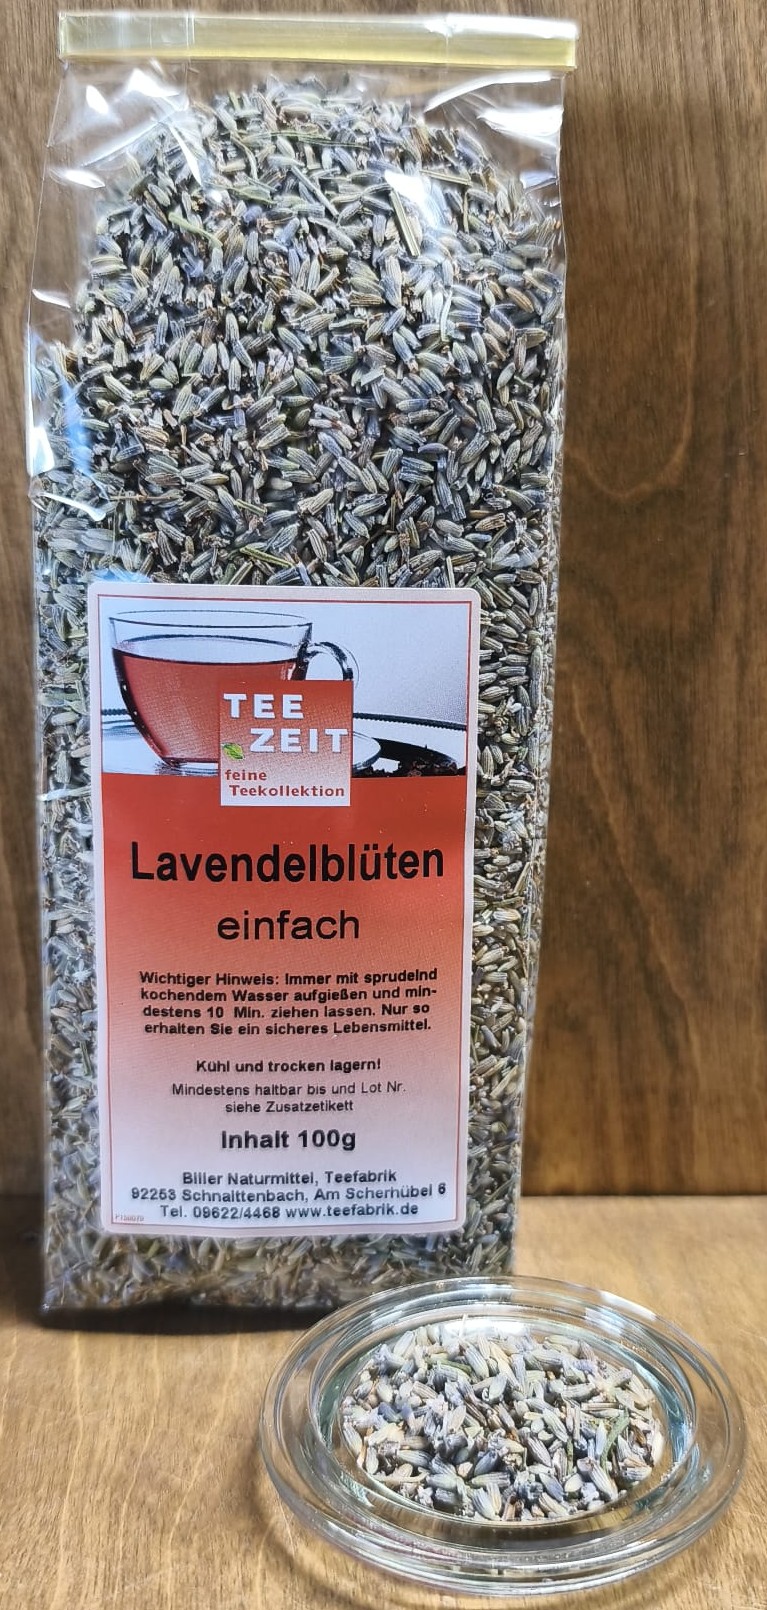 TEE
ZEIT
feine
Teekollektion
Lavendelblüten
einfach
Wichtiger Hinweis: Immer mit sprudelnd
kochendem Wasser aufgießen und min-
destens 10 Min. ziehen lassen. Nur so
erhalten Sie ein sicheres Lebensmittel.
Kühl und trocken lagern!
Mindestens haltbar bis und Lot Nr.
siehe Zusatzetikett
Inhalt 100g
Biller Naturmittel, Teefabrik
92253 Schnaittenbach, Am Scherhübel 6
Tel. 09622/4468 www.teefabrik.de